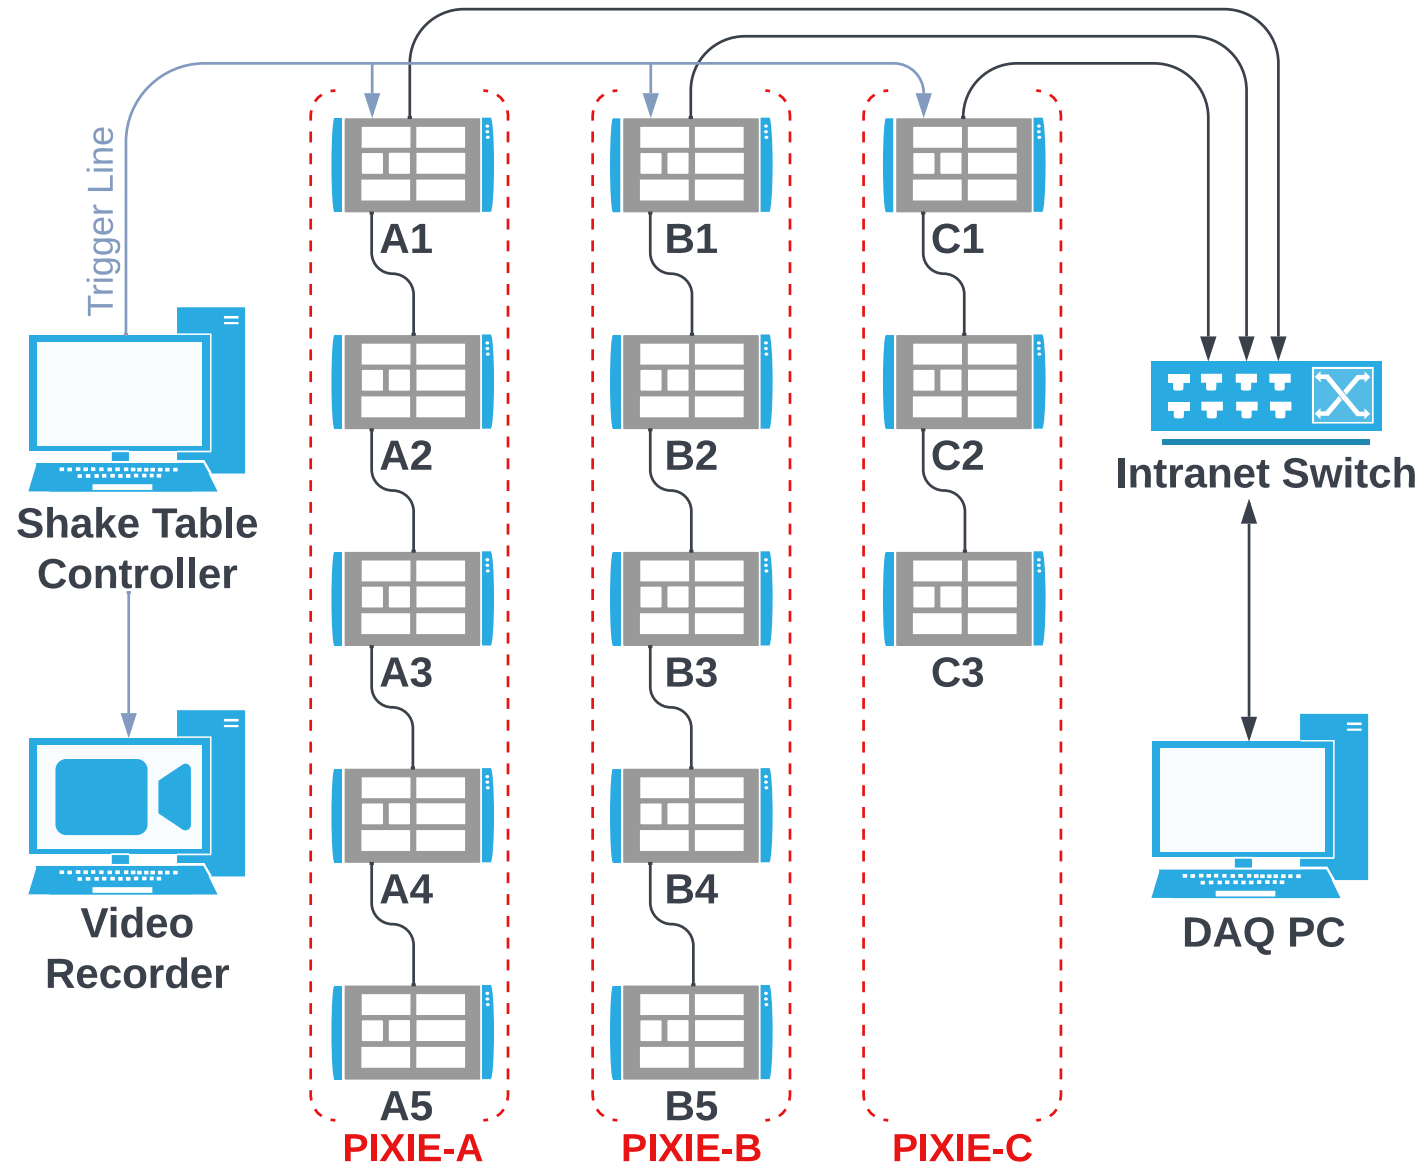 Trigger Line
A1
B1
C1
A2
B2
C2
Intranet Switch
Shake Table
Controller
A3
B3
C3
A4
B4
Video
Recorder
DAQ PC
A5
B5
PIXIE-A
PIXIE-B
PIXIE-C